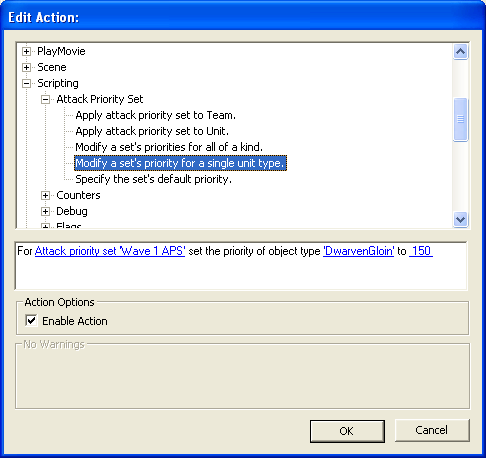 Edit Action:
PlayMovie
Scene
Scripting
Attack Priority Set
Apply attack priority set to Team.
Apply attack priority set to Unit.
Modify a set's priorities for all of a kind.
Modify a set's priority for a single unit type.
Specify the set's default priority.
Counters
Debug
Flags
For Attack priority set 'Wave 1 APS' set the priority of object type 'DwarvenGloin' to 150
Action Options
Enable Action
No Warnings
OK
Cancel